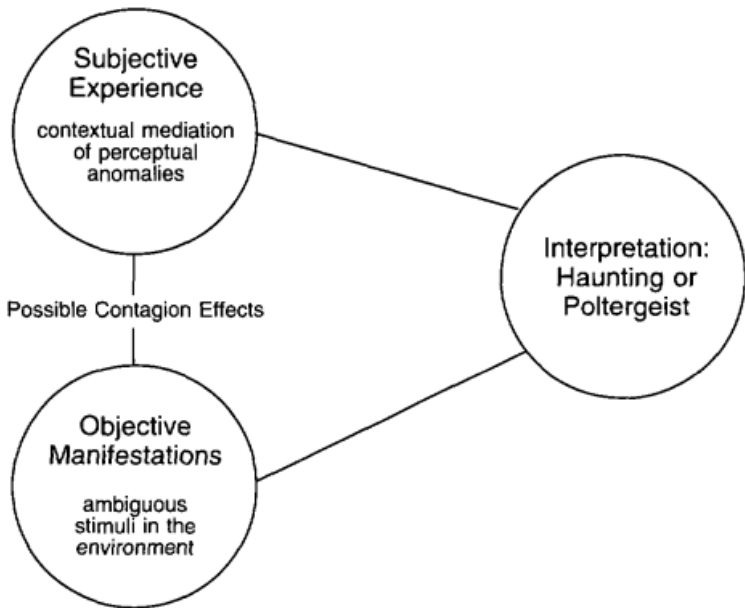 Subjective
Experience
contextual mediation
of perceptual
anomalies
Possible Contagion Effects
Objective
Manifestations
ambiguous
stimuli in the
environment
Interpretation:
Haunting or
Poltergeist